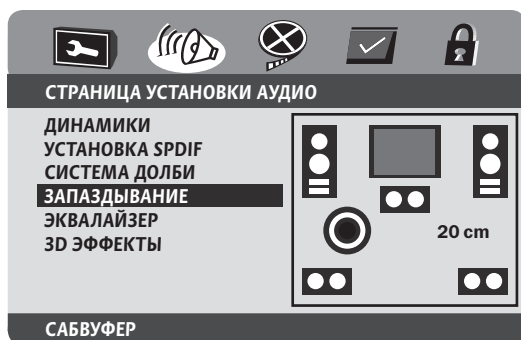 СТРАНИЦА УСТАНОВКИ АУДИО
ДИНАМИКИ
УСТАНОВКА SPDIF
СИСТЕМА ДОЛБИ
ЗАПАЗДЫВАНИЕ
ЭКВАЛАЙЗЕР
3D ЭФФЕКТЫ
20 cm
САБВУФЕР